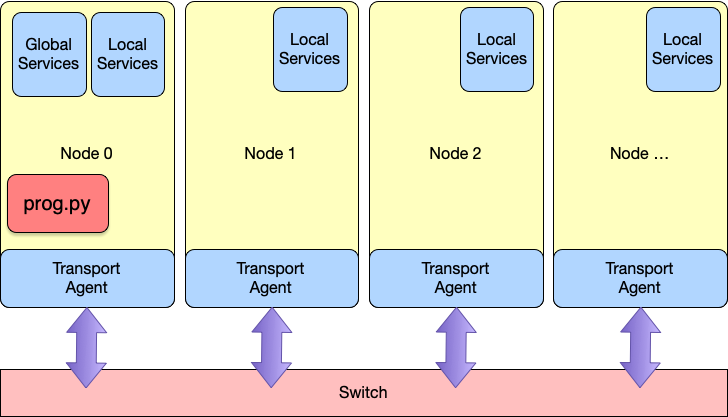 Global
Services
Local
Services
Node 0
prog.py
Transport
Agent
Local
Services
Node 1
Transport
Agent
Local
Services
Node 2
Transport
Agent
Local
Services
Node ...
Transport
Agent
Switch